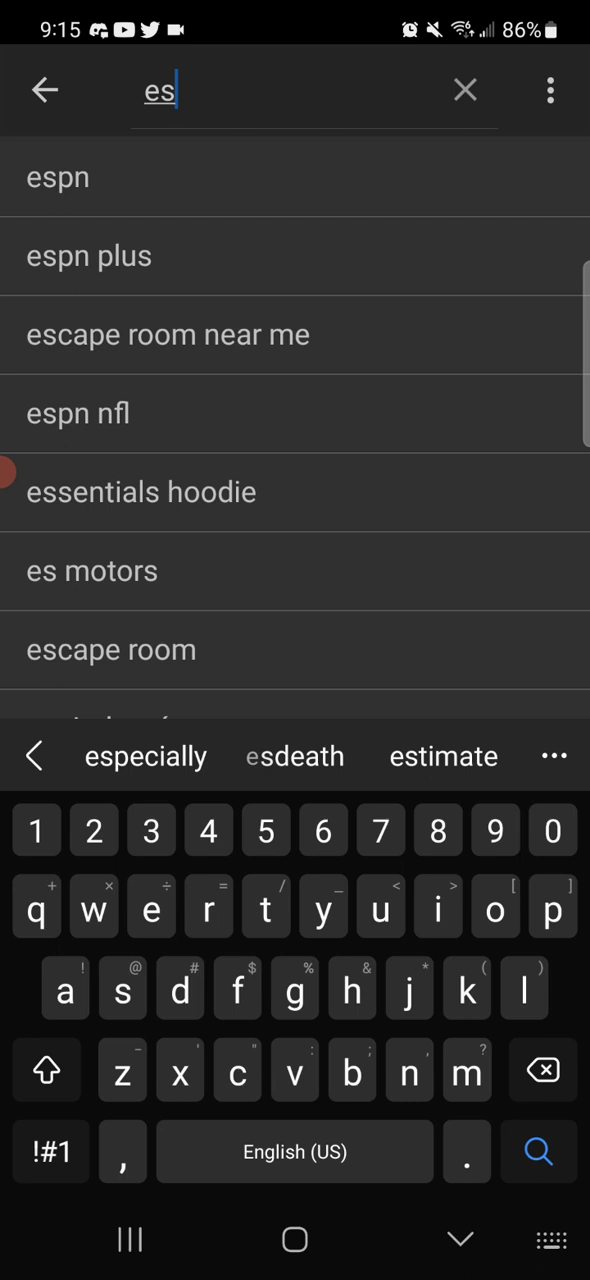 9:15 86%
es
espn
espn plus
escape room near me
espn nfl
essentials hoodie
es motors
escape room
especially esdeath estimate
1 2 3 4 5 6 7 8 9 0
+ × ÷ = / _ < > [ ]
q w e r t y u i o p
! @ # $ % & * ( )
a s d f g h j k l
- ' " : ; , ?
z x c v b n m
!#1 , English (US) .